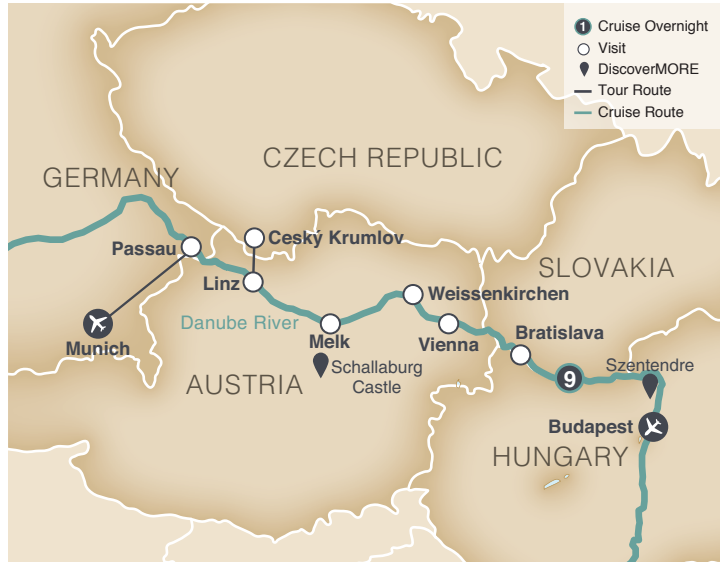 1 Cruise Overnight
Visit
DiscoverMORE
Tour Route
Cruise Route
CZECH REPUBLIC
GERMANY
Ceský Krumlov
Passau
SLOVAKIA
Linz
Weissenkirchen
Danube River
Munich
Melk
Vienna
Bratislava
Schallaburg
Castle
Szentendre
9
AUSTRIA
Budapest
HUNGARY